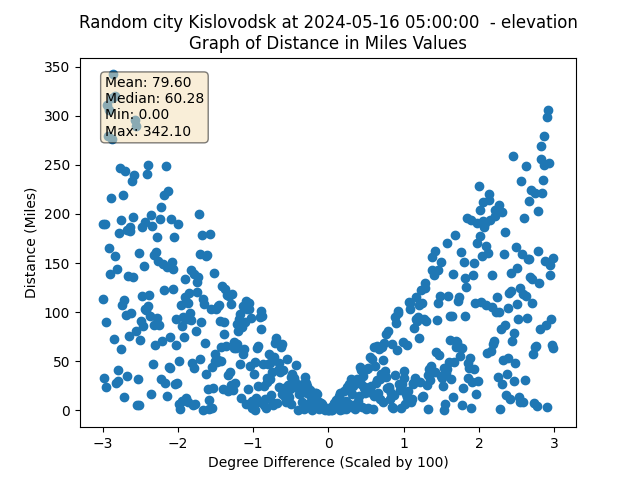 Random city Kislovodsk at 2024-05-16 05:00:00  - elevation
Graph of Distance in Miles Values
Mean: 79.60
Median: 60.28
Min: 0.00
Max: 342.10
Distance (Miles)
350
300
250
200
150
100
50
0
−3
−2
−1
0
1
2
3
Degree Difference (Scaled by 100)